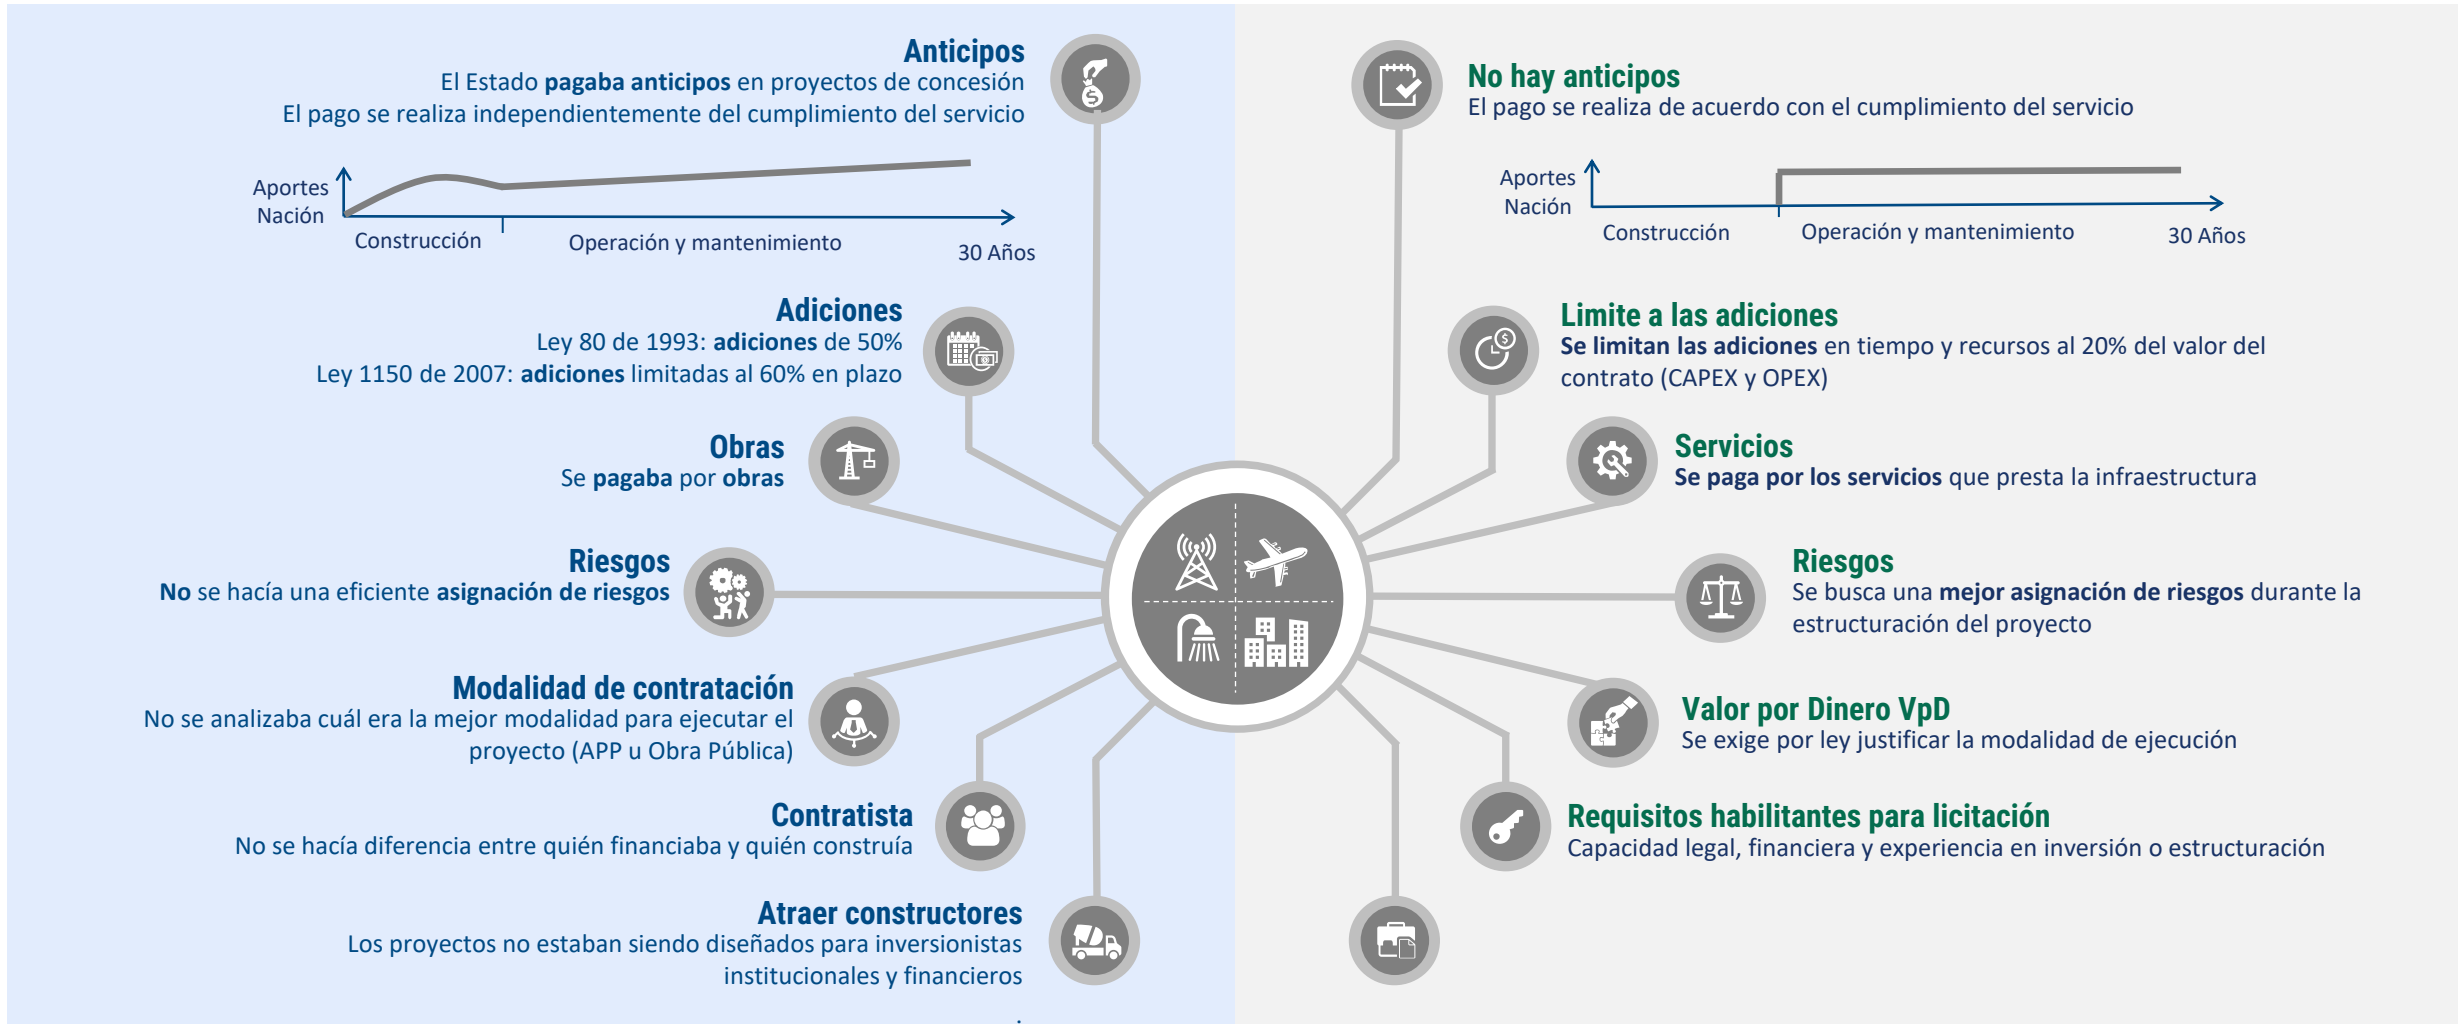 Anticipos
El Estado pagaba anticipos en proyectos de concesión
El pago se realiza independientemente del cumplimiento del servicio
Aportes
Nación
Construcción
Operación y mantenimiento
30 Años
Adiciones
Ley 80 de 1993: adiciones de 50%
Ley 1150 de 2007: adiciones limitadas al 60% en plazo
Obras
Se pagaba por obras
Riesgos
No se hacía una eficiente asignación de riesgos
Modalidad de contratación
No se analizaba cuál era la mejor modalidad para ejecutar el
proyecto (APP u Obra Pública)
Contratista
No se hacía diferencia entre quién financiaba y quién construía
Atraer constructores
Los proyectos no estaban siendo diseñados para inversionistas
institucionales y financieros
No hay anticipos
El pago se realiza de acuerdo con el cumplimiento del servicio
Aportes
Nación
Construcción
Operación y mantenimiento
30 Años
Limite a las adiciones
Se limitan las adiciones en tiempo y recursos al 20% del valor del
contrato (CAPEX y OPEX)
Servicios
Se paga por los servicios que presta la infraestructura
Riesgos
Se busca una mejor asignación de riesgos durante la
estructuración del proyecto
Valor por Dinero VpD
Se exige por ley justificar la modalidad de ejecución
Requisitos habilitantes para licitación
Capacidad legal, financiera y experiencia en inversión o estructuración